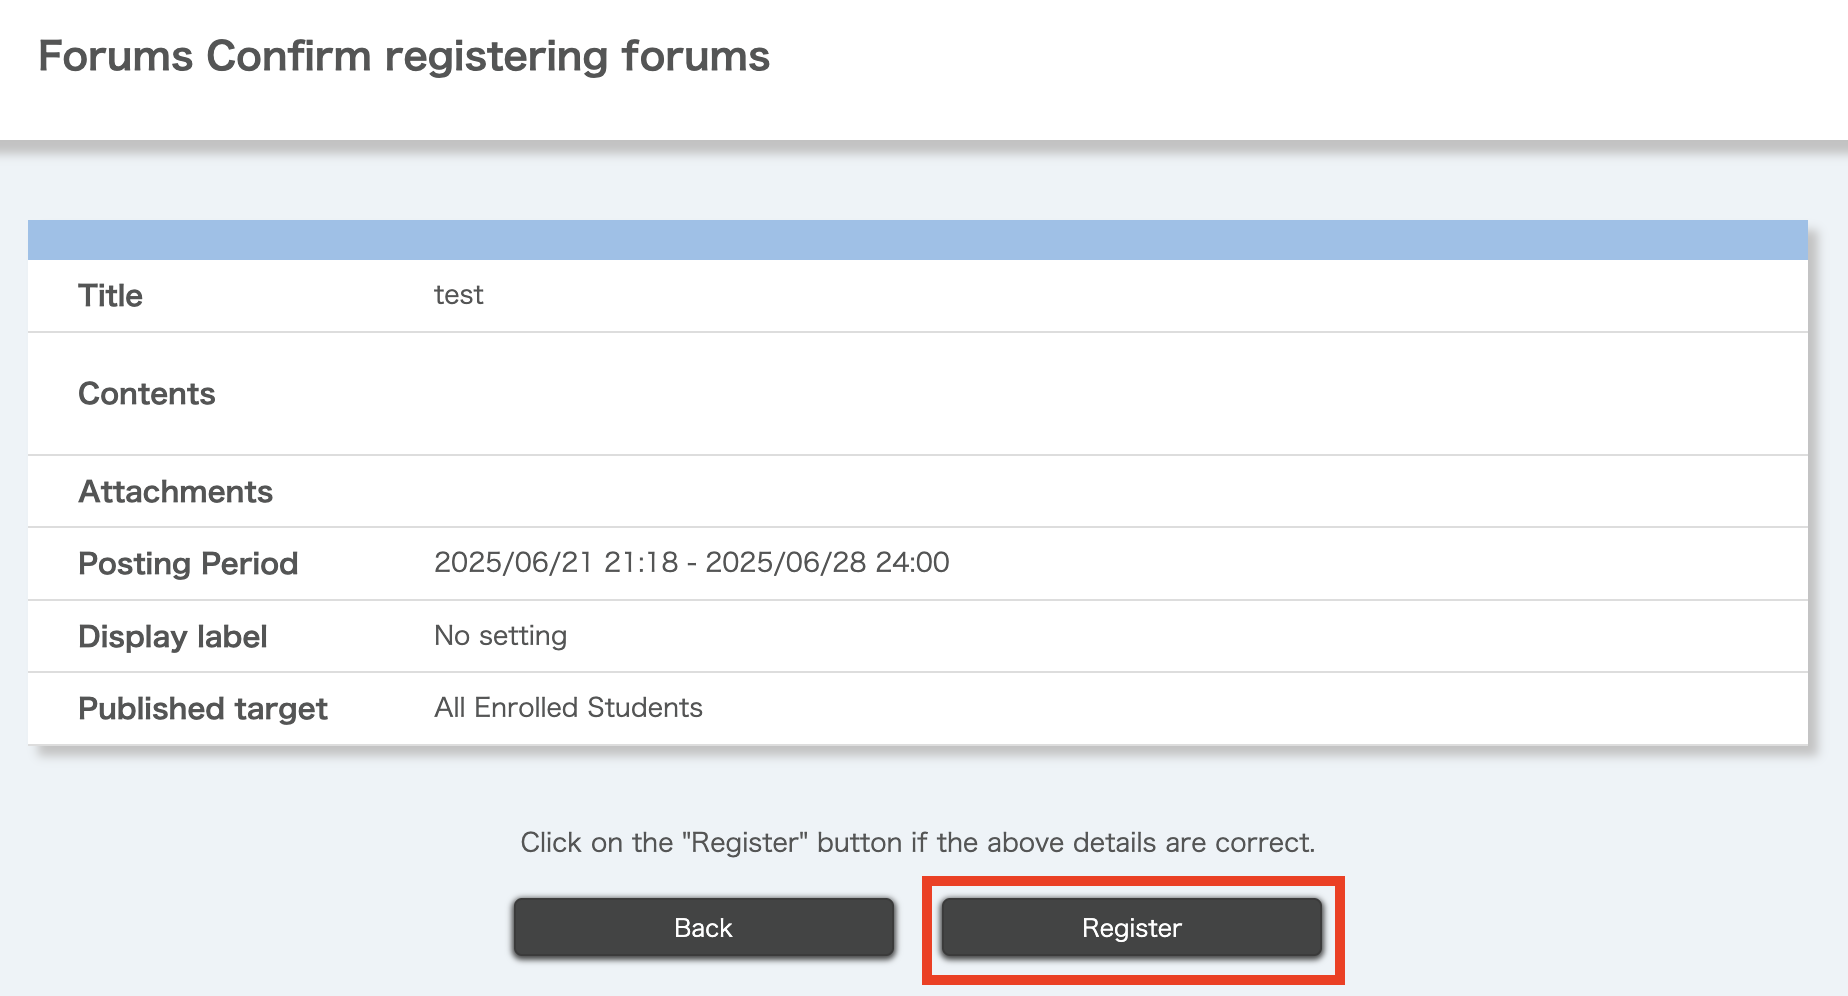 Forums Confirm registering forums
Title test
Contents
Attachments
Posting Period 2025/06/21 21:18 - 2025/06/28 24:00
Display label No setting
Published target All Enrolled Students
Click on the "Register" button if the above details are correct.
Back Register